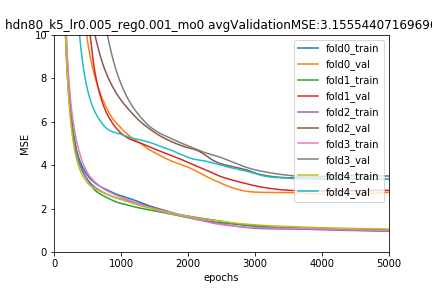 hdn80_k5_lr0.005_reg0.001_mo0 avgValidationMSE:3.1555440716969
10
8
6
4
2
0
MSE
fold0_train
fold0_val
fold1_train
fold1_val
fold2_train
fold2_val
fold3_train
fold3_val
fold4_train
fold4_val
0 1000 2000 3000 4000 5000
epochs